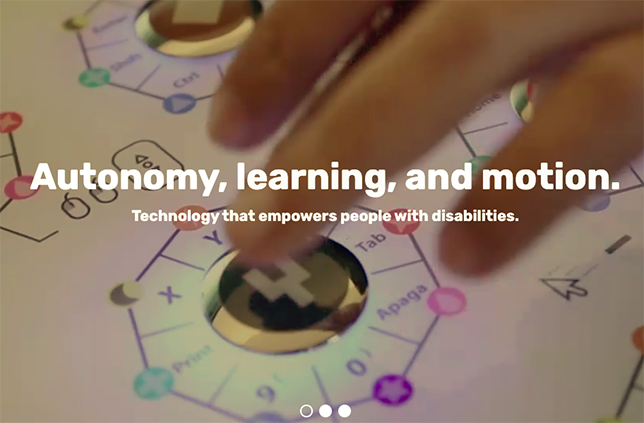 Shift
Ctrl
Autonomy, learning, and motion.
Technology that empowers people with disabilities.
Y
Tab
X
Apaga
Print
0
9